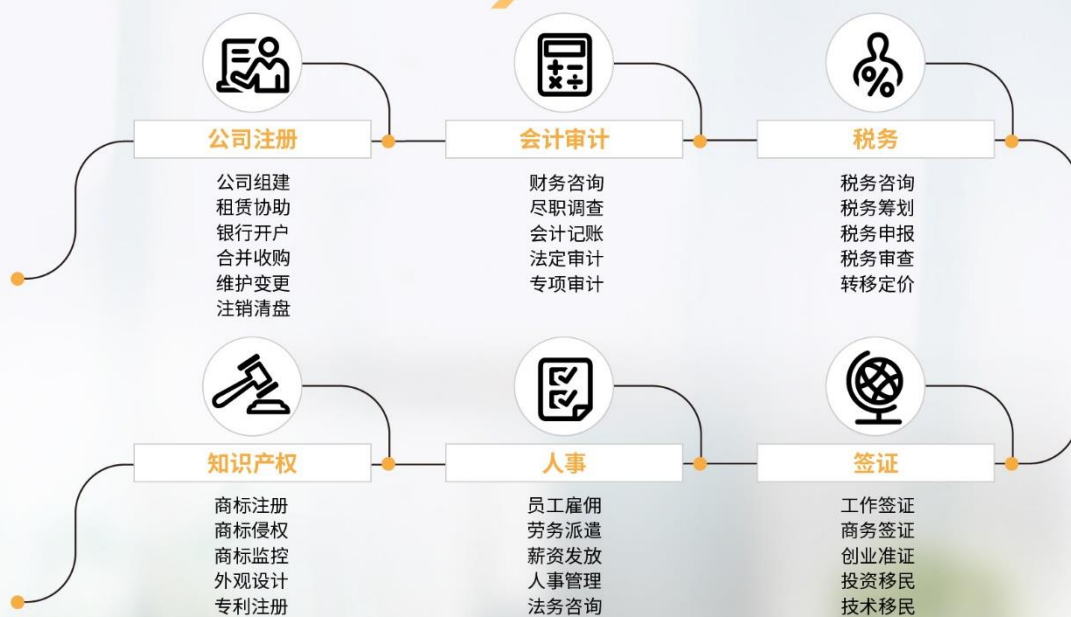 公司注册
公司组建
租赁协助
银行开户
合并收购
维护变更
注销清盘
会计审计
财务咨询
尽职调查
会计记账
法定审计
专项审计
税务
税务咨询
税务筹划
税务申报
税务审查
转移定价
知识产权
商标注册
商标侵权
商标监控
外观设计
专利注册
人事
员工雇佣
劳务派遣
薪资发放
人事管理
法务咨询
签证
工作签证
商务签证
创业准证
投资移民
技术移民